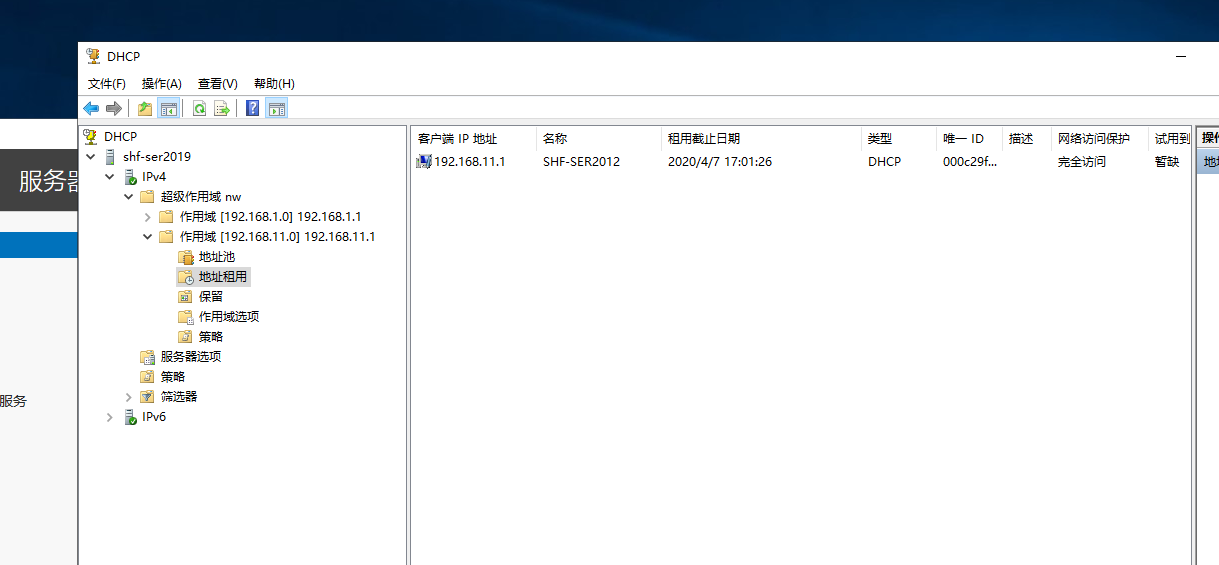 DHCP
文件(F) 操作(A) 查看(V) 帮助(H)
DHCP
shf-ser2019
IPv4
超级作用域 nw
作用域 [192.168.1.0] 192.168.1.1
作用域 [192.168.11.0] 192.168.11.1
地址池
地址租用
保留
作用域选项
策略
服务器选项
策略
筛选器
IPv6
客户端 IP 地址 名称 租用截止日期 类型 唯一 ID 描述 网络访问保护 试用到
192.168.11.1 SHF-SER2012 2020/4/7 17:01:26 DHCP 000c29f... 完全访问 暂缺
操作
地址
服务器
服务